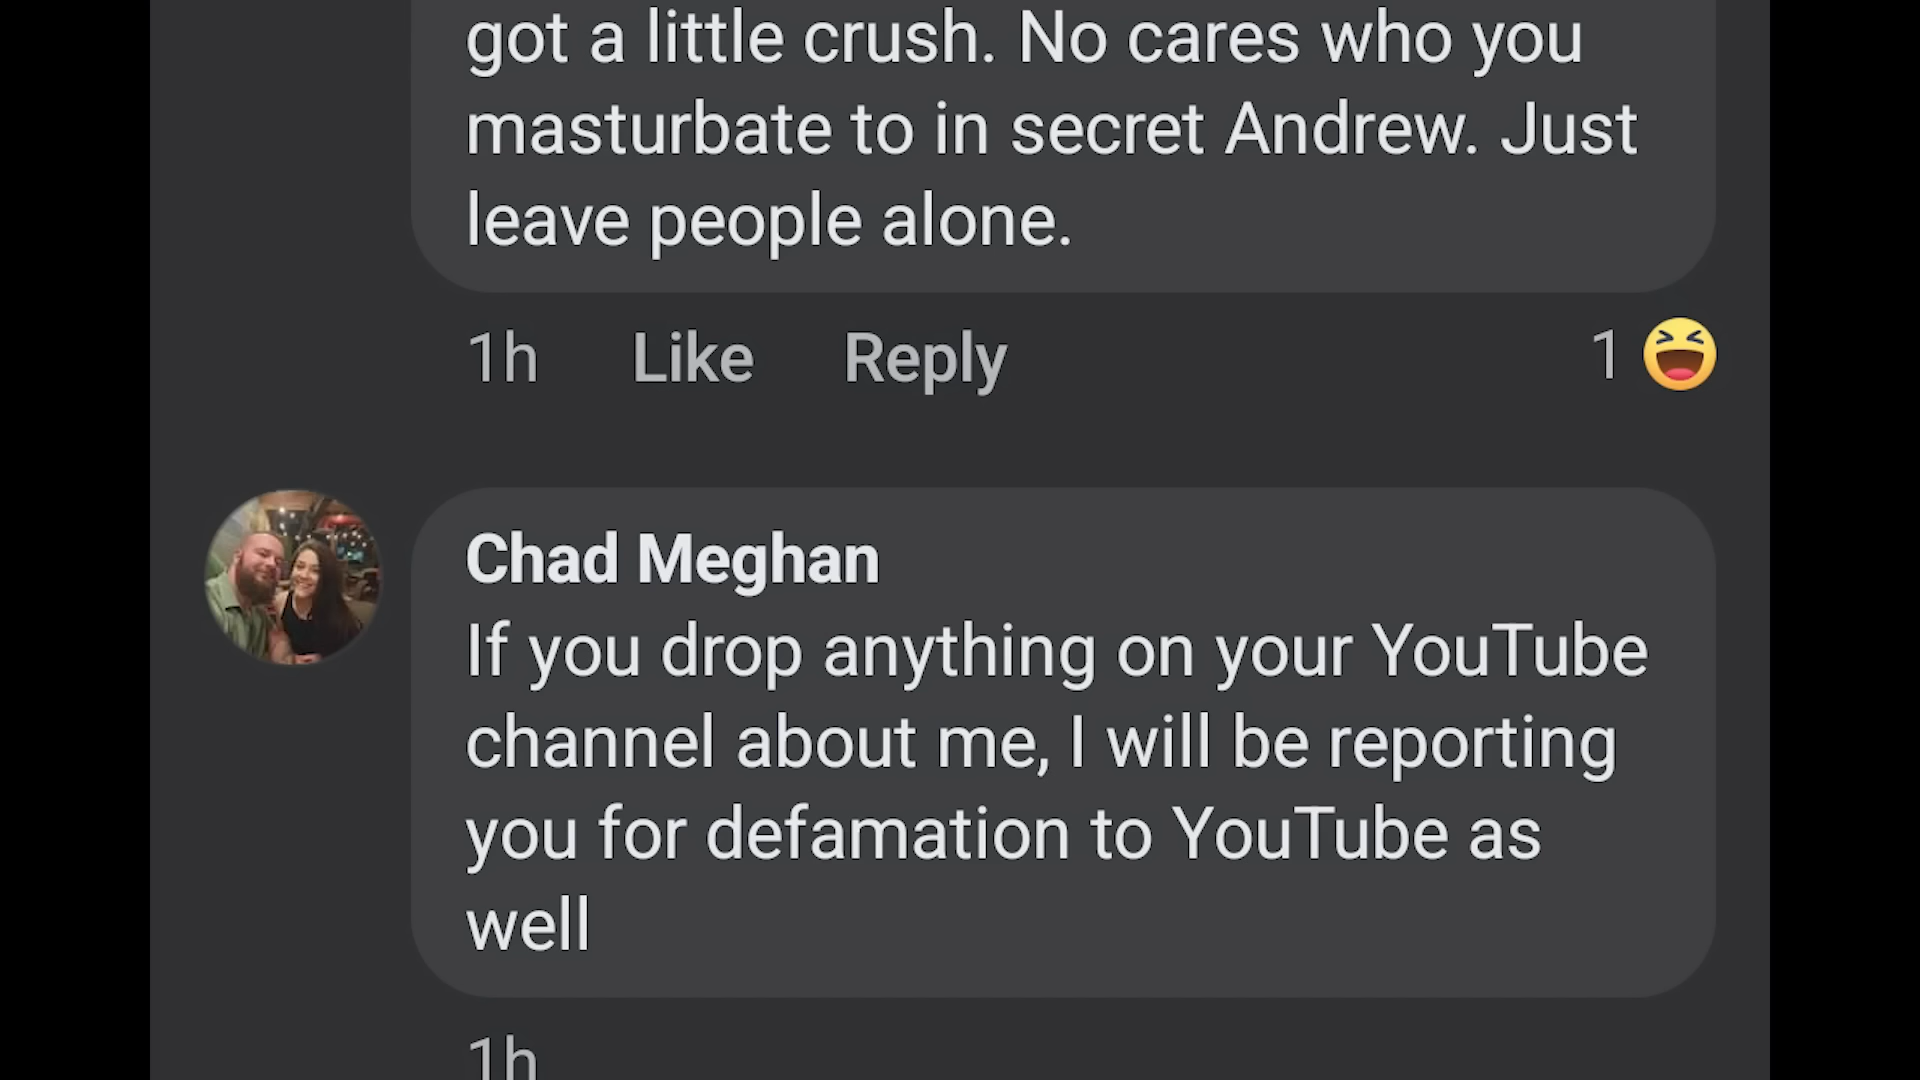 got a little crush. No cares who you
masturbate to in secret Andrew. Just
leave people alone.
1h Like Reply 1
Chad Meghan
If you drop anything on your YouTube
channel about me, I will be reporting
you for defamation to YouTube as
well
1h